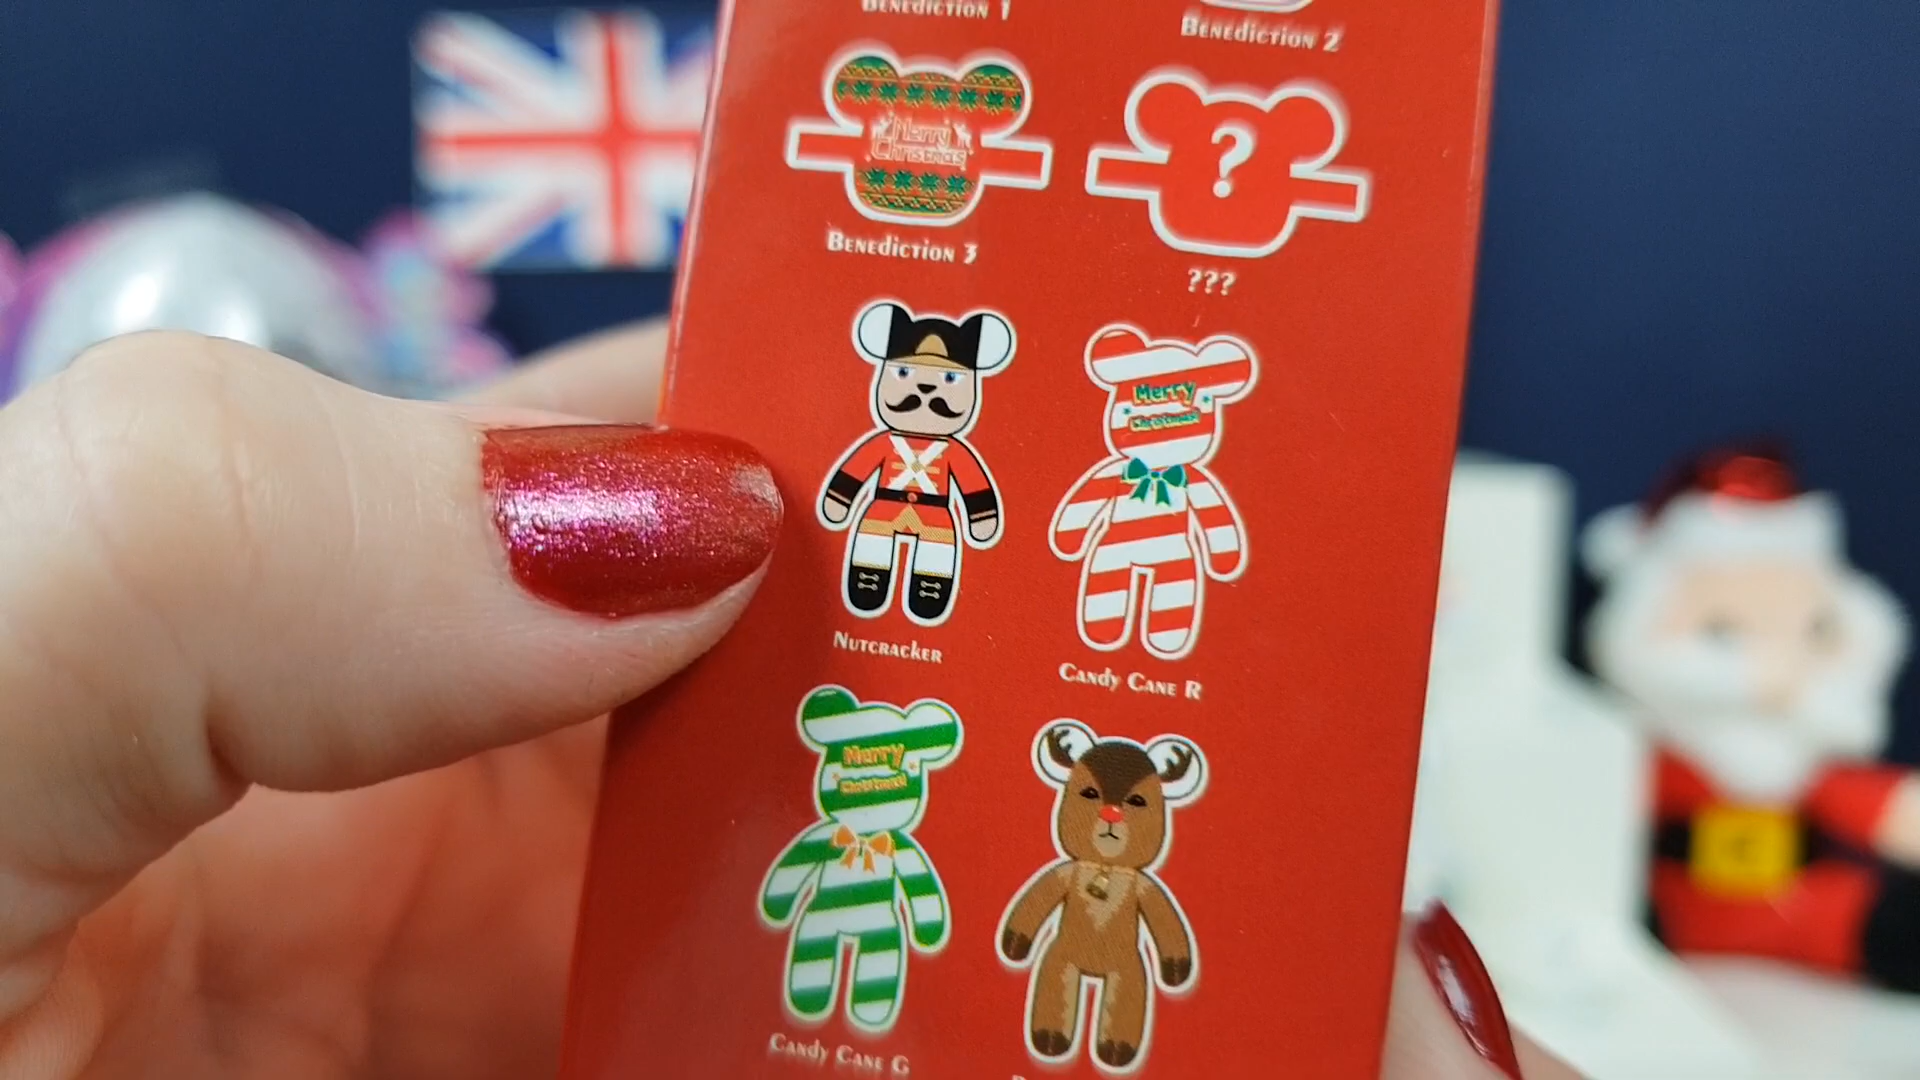 Benediction 1
Benediction 2
Merry
Christmas
?
Benediction 3
???
Merry
Christmas!
Nutcracker
Candy Cane R
Merry
Christmas!
Candy Cane G